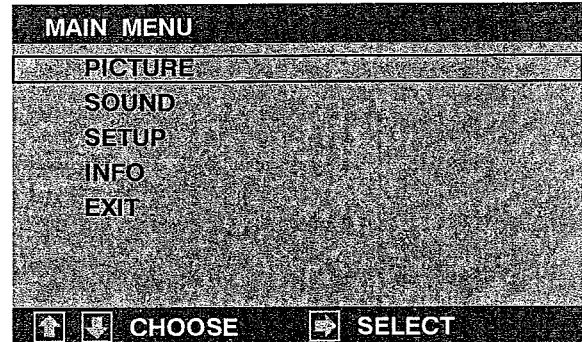 MAIN MENU
PICTURE
SOUND
SETUP
INFO
EXIT
CHOOSE SELECT